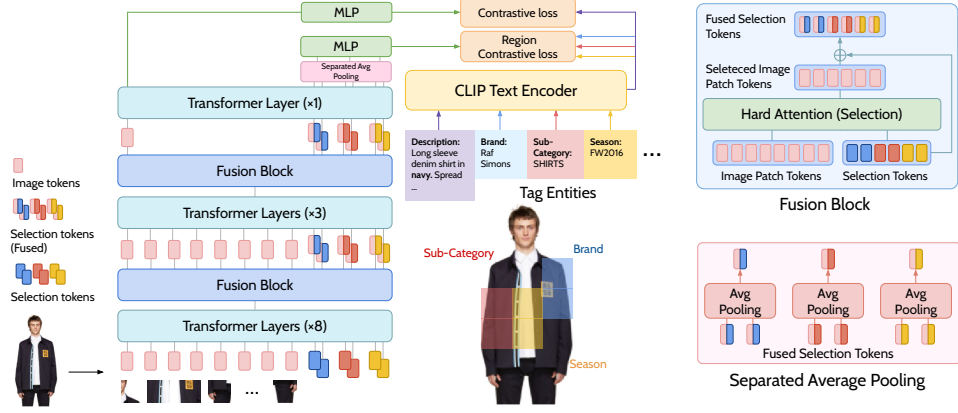 MLP
Contrastive loss
MLP
Region
Contrastive loss
Separated Avg
Pooling
Transformer Layer (×1)
CLIP Text Encoder
Description:
Long sleeve
denim shirt in
navy. Spread
...
Brand:
Raf
Simons
Sub-
Category:
SHIRTS
Season:
FW2016
...
Tag Entities
Fusion Block
Transformer Layers (×3)
Fusion Block
Transformer Layers (×8)
...
Image tokens
Selection tokens
(Fused)
Selection tokens
Sub-Category
Brand
Season
Fused Selection
Tokens
Seleteced Image
Patch Tokens
Hard Attention (Selection)
Image Patch Tokens
Selection Tokens
Fusion Block
Avg
Pooling
Avg
Pooling
Avg
Pooling
Fused Selection Tokens
Separated Average Pooling